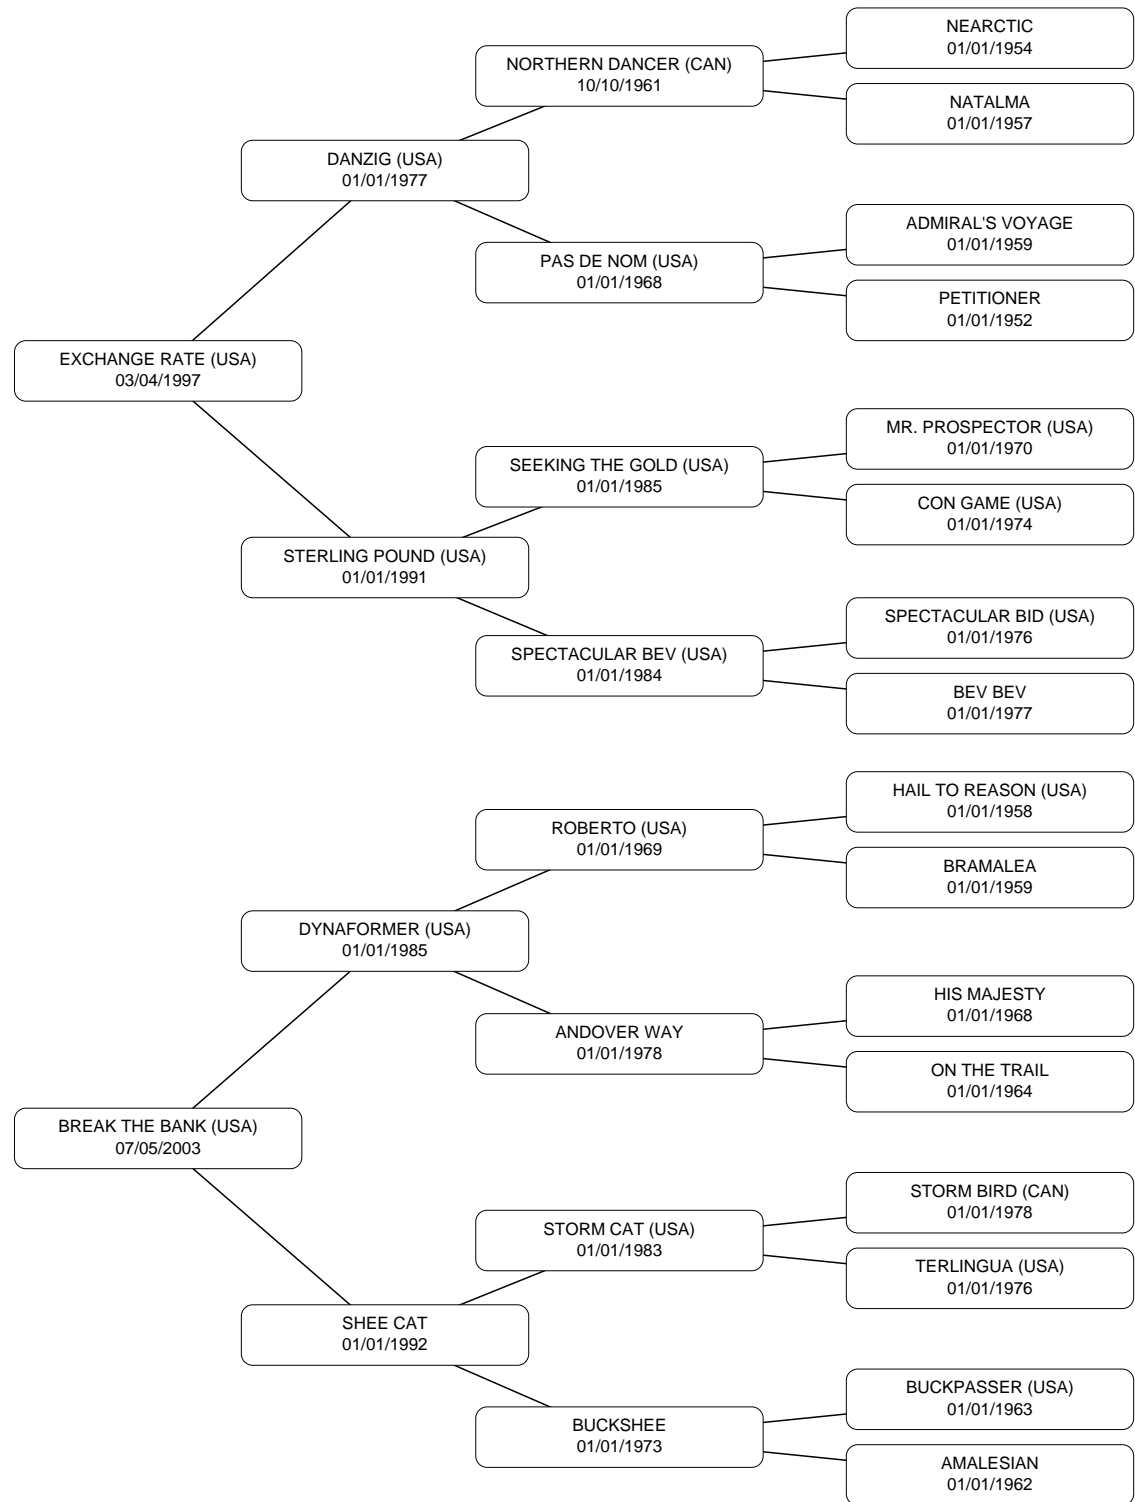 NEARCTIC
01/01/1954
NORTHERN DANCER (CAN)
10/10/1961
NATALMA
01/01/1957
DANZIG (USA)
01/01/1977
ADMIRAL'S VOYAGE
01/01/1959
PAS DE NOM (USA)
01/01/1968
PETITIONER
01/01/1952
EXCHANGE RATE (USA)
03/04/1997
MR. PROSPECTOR (USA)
01/01/1970
SEEKING THE GOLD (USA)
01/01/1985
CON GAME (USA)
01/01/1974
STERLING POUND (USA)
01/01/1991
SPECTACULAR BID (USA)
01/01/1976
SPECTACULAR BEV (USA)
01/01/1984
BEV BEV
01/01/1977
HAIL TO REASON (USA)
01/01/1958
ROBERTO (USA)
01/01/1969
BRAMALEA
01/01/1959
DYNAFORMER (USA)
01/01/1985
HIS MAJESTY
01/01/1968
ANDOVER WAY
01/01/1978
ON THE TRAIL
01/01/1964
BREAK THE BANK (USA)
07/05/2003
STORM BIRD (CAN)
01/01/1978
STORM CAT (USA)
01/01/1983
TERLINGUA (USA)
01/01/1976
SHEE CAT
01/01/1992
BUCKPASSER (USA)
01/01/1963
BUCKSHEE
01/01/1973
AMALESIAN
01/01/1962